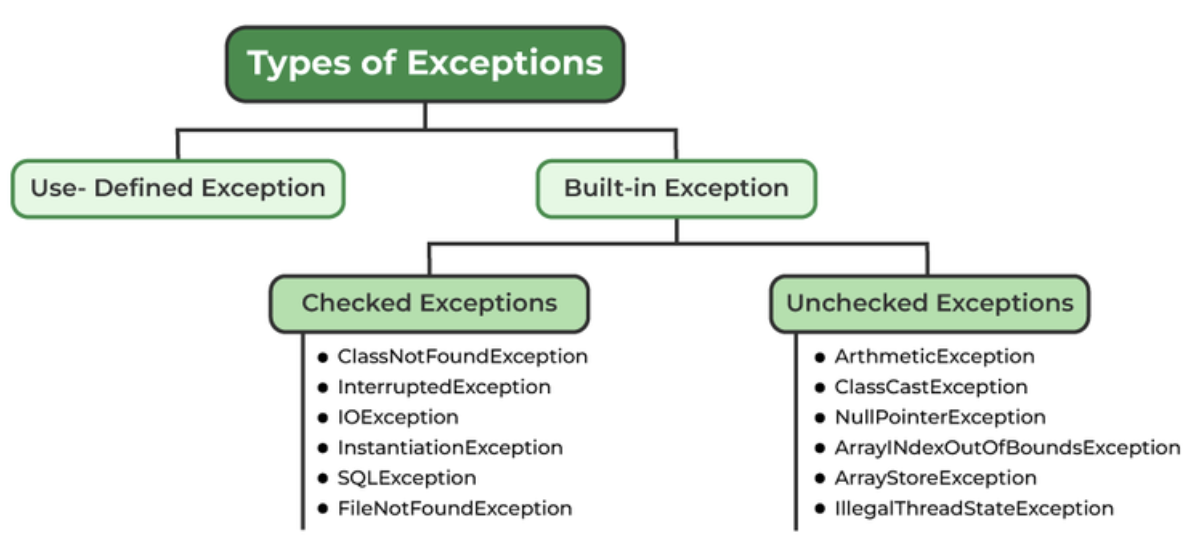 Types of Exceptions
Use- Defined Exception
Built-in Exception
Checked Exceptions
ClassNotFoundException
InterruptedException
IOException
InstantiationException
SQLException
FileNotFoundException
Unchecked Exceptions
ArthmeticException
ClassCastException
NullPointerException
ArrayINdexOutOfBoundsException
ArrayStoreException
IllegalThreadStateException